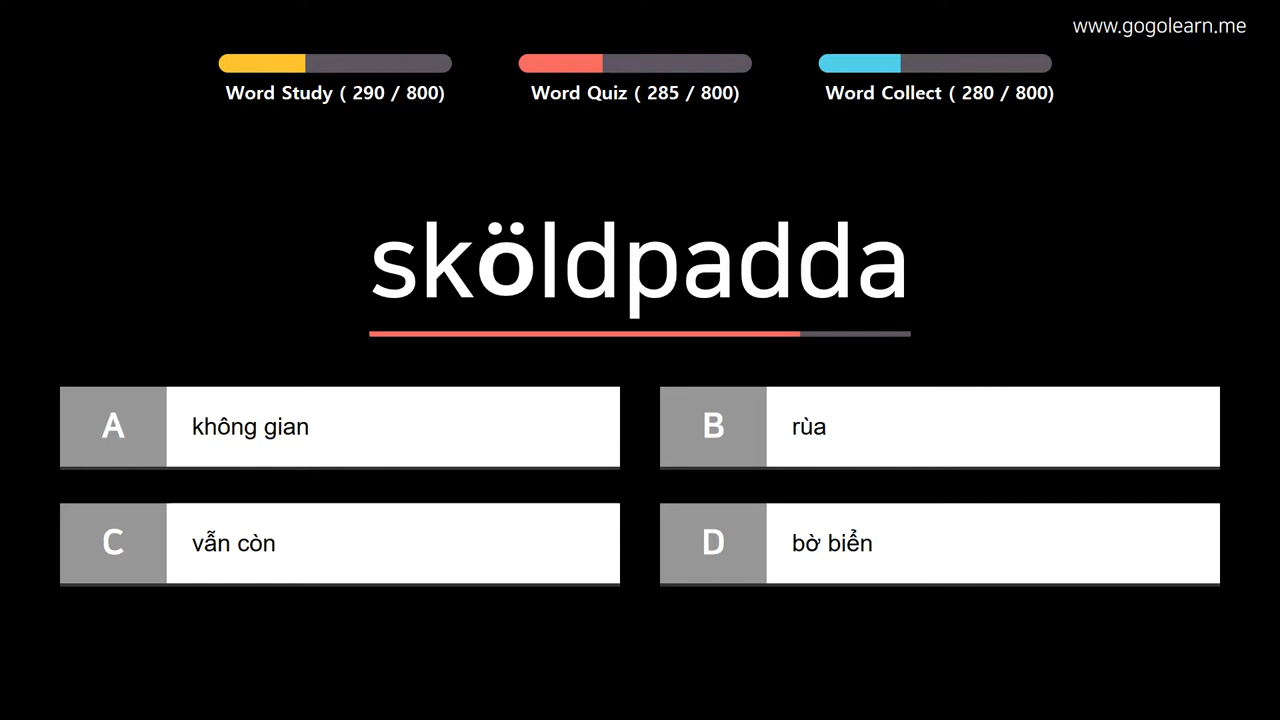 www.gogolearn.me
Word Study ( 290 / 800)
Word Quiz ( 285 / 800)
Word Collect ( 280 / 800)
sköldpadda
A
không gian
B
rùa
C
vẫn còn
D
bờ biển